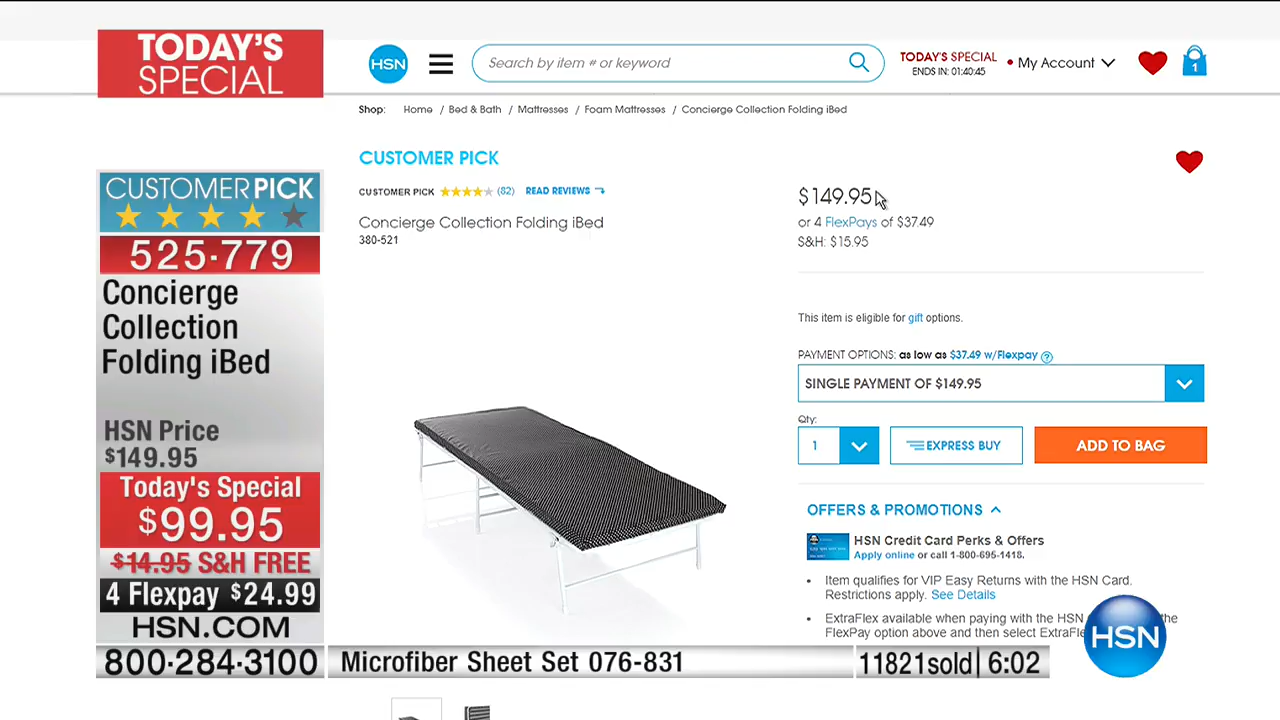 TODAY'S
SPECIAL
CUSTOMERPICK
525·779
Concierge
Collection
Folding iBed
HSN Price
$149.95
Today's Special
$99.95
$14.95 S&H FREE
4 Flexpay $24.99
HSN.COM
800·284·3100
HSN
Search by item # or keyword
TODAY'S SPECIAL
ENDS IN: 01:40:45
• My Account
1
Shop: Home / Bed & Bath / Mattresses / Foam Mattresses / Concierge Collection Folding iBed
CUSTOMER PICK
CUSTOMER PICK (82) READ REVIEWS
Concierge Collection Folding iBed
380-521
$149.95
or 4 FlexPays of $37.49
S&H: $15.95
This item is eligible for gift options.
PAYMENT OPTIONS: as low as $37.49 w/Flexpay ?
SINGLE PAYMENT OF $149.95
Qty:
1 EXPRESS BUY ADD TO BAG
OFFERS & PROMOTIONS
HSN Credit Card Perks & Offers
Apply online or call 1-800-695-1418.
• Item qualifies for VIP Easy Returns with the HSN Card.
Restrictions apply. See Details
• ExtraFlex available when paying with the HSN the
FlexPay option above and then select
HSN
Microfiber Sheet Set 076-831 11821sold 6:02